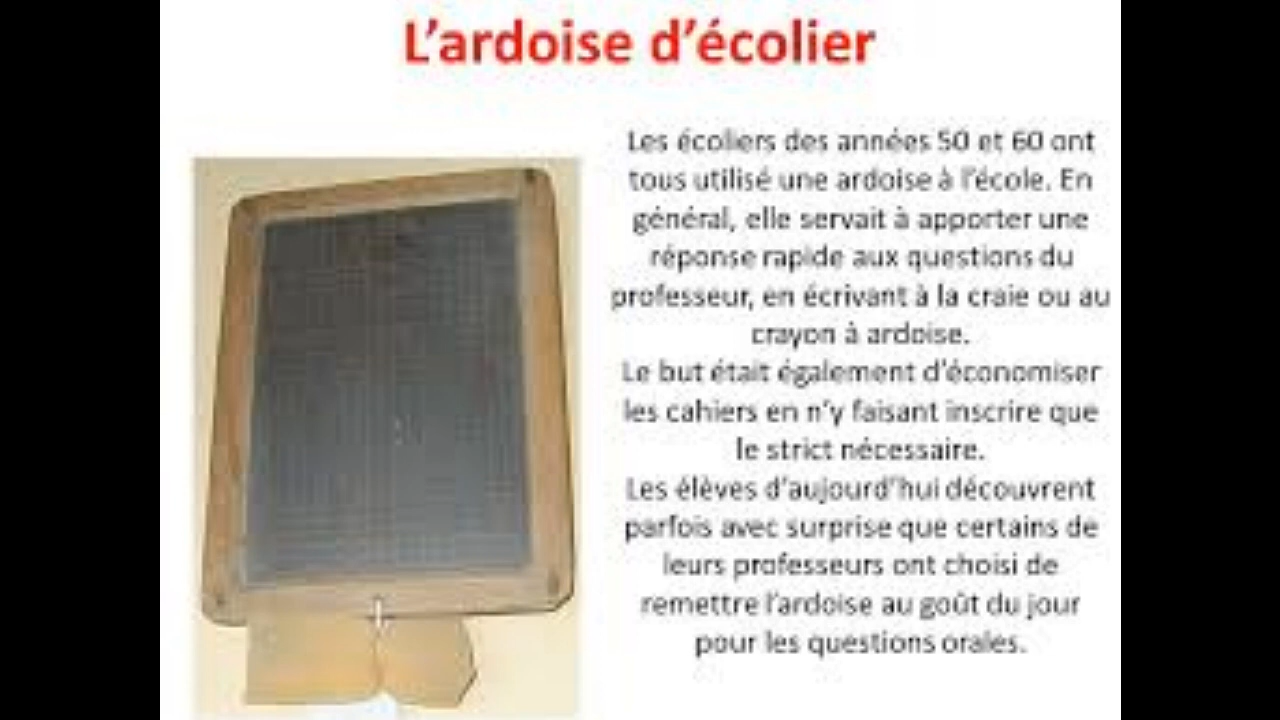 L’ardoise d’écolier
Les écoliers des années 50 et 60 ont
tous utilisé une ardoise à l’école. En
général, elle servait à apporter une
réponse rapide aux questions du
professeur, en écrivant à la craie ou au
crayon à ardoise.
Le but était également d’économiser
les cahiers en n’y faisant inscrire que
le strict nécessaire.
Les élèves d’aujourd’hui découvrent
parfois avec surprise que certains de
leurs professeurs ont choisi de
remettre l’ardoise au goût du jour
pour les questions orales.